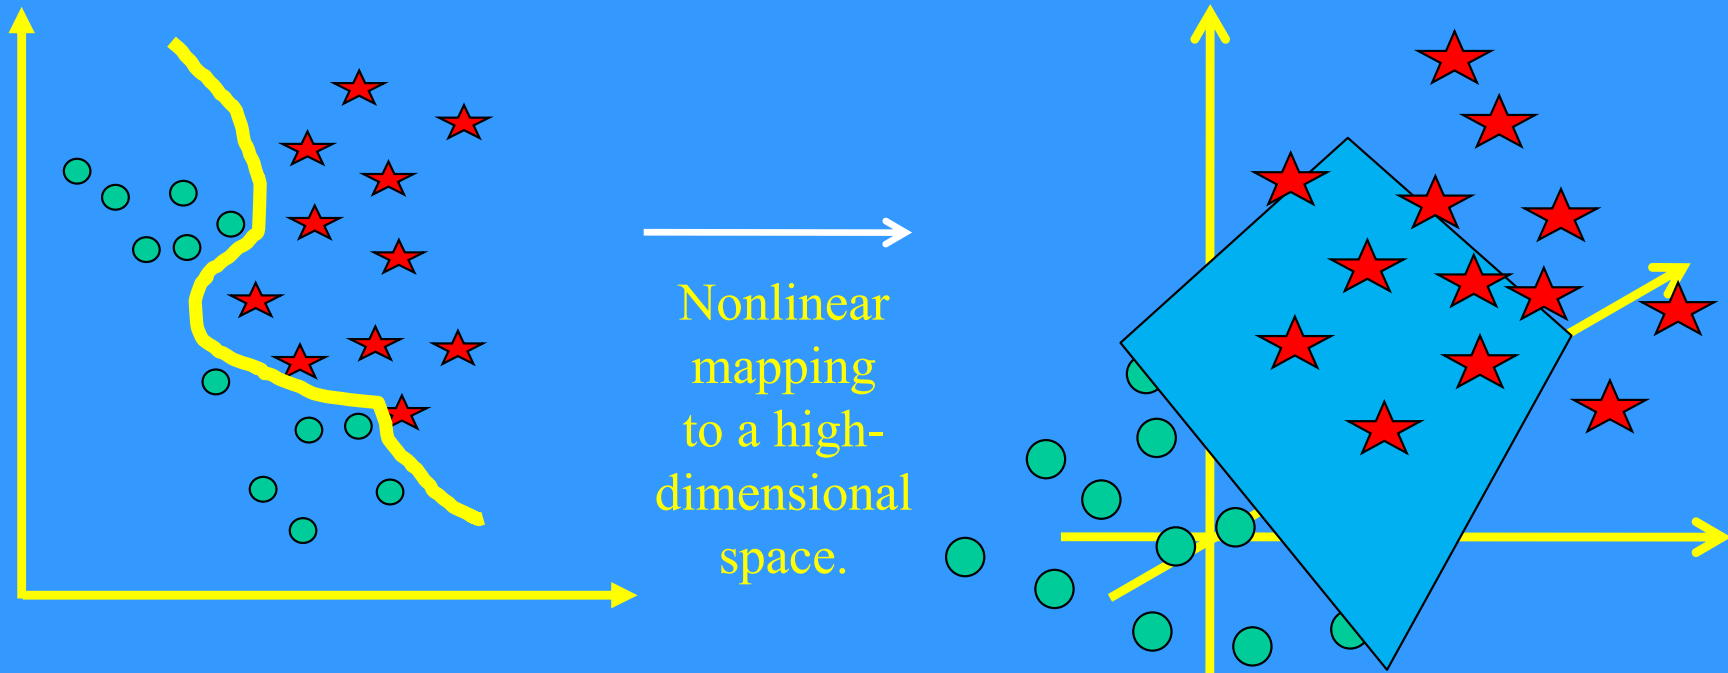 Nonlinear
mapping
to a high-
dimensional
space.